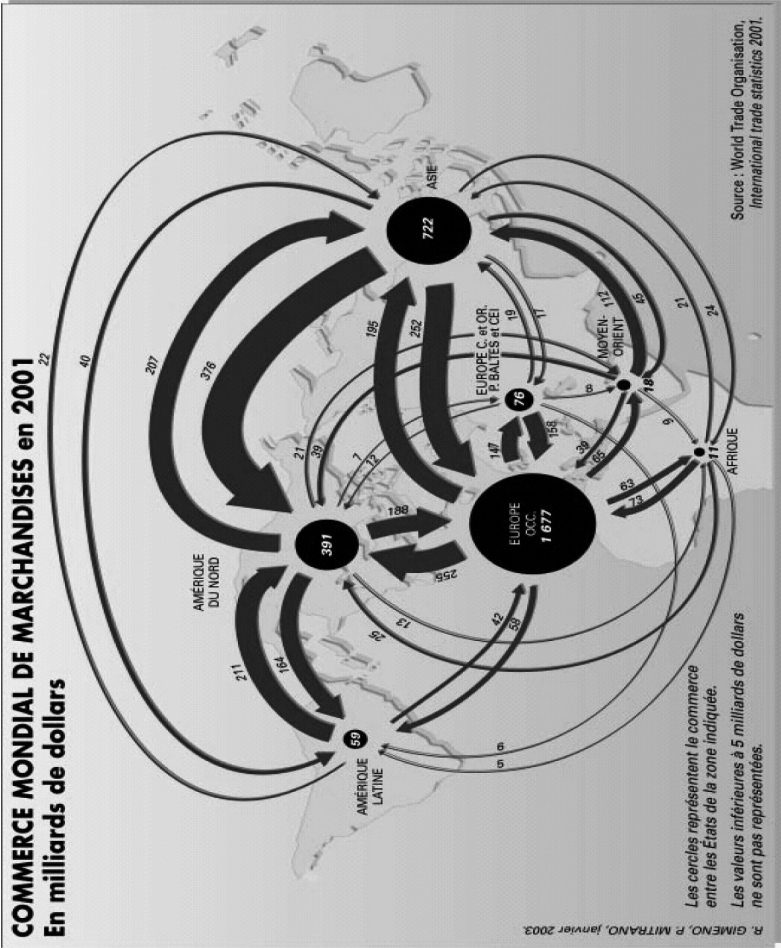 COMMERCE MONDIAL DE MARCHANDISES en 2001
En milliards de dollars
22
40
207
376
211
164
AMÉRIQUE
DU NORD
391
AMÉRIQUE
LATINE
59
21
39
7
12
188
255
195
252
ASIE
722
EUROPE C. et OR.
P. BALTES et CEI
76
19
17
147
158
EUROPE
OCC.
1 677
42
58
13
25
39
65
63
73
8
MOYEN-
ORIENT
18
112
45
9
21
24
AFRIQUE
11
9
5
Les cercles représentent le commerce
entre les États de la zone indiquée.
Les valeurs inférieures à 5 milliards de dollars
ne sont pas représentées.
Source : World Trade Organisation,
International trade statistics 2001.
R. GIMENO, P. MITRANO, janvier 2003.